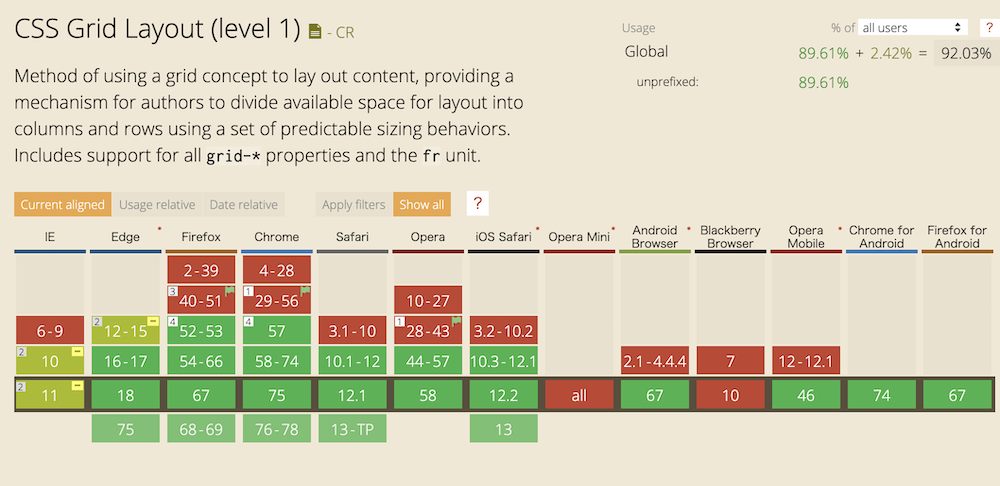 CSS Grid Layout (level 1) - CR
Usage % of all users ?
Global 89.61% + 2.42% = 92.03%
unprefixed: 89.61%
Method of using a grid concept to lay out content, providing a
mechanism for authors to divide available space for layout into
columns and rows using a set of predictable sizing behaviors.
Includes support for all grid-* properties and the fr unit.
Current aligned Usage relative Date relative Apply filters Show all ?
IE Edge * Firefox Chrome Safari Opera iOS Safari * Opera Mini * Android Browser * Blackberry Browser Opera Mobile * Chrome for Android Firefox for Android
2-39 4-28
3 40-51 1 29-56 10-27
6-9 2 12-15 4 52-53 4 57 3.1-10 1 28-43 3.2-10.2
2 10 16-17 54-66 58-74 10.1-12 44-57 10.3-12.1 2.1-4.4.4 7 12-12.1
2 11 18 67 75 12.1 58 12.2 all 67 10 46 74 67
75 68-69 76-78 13-TP 13